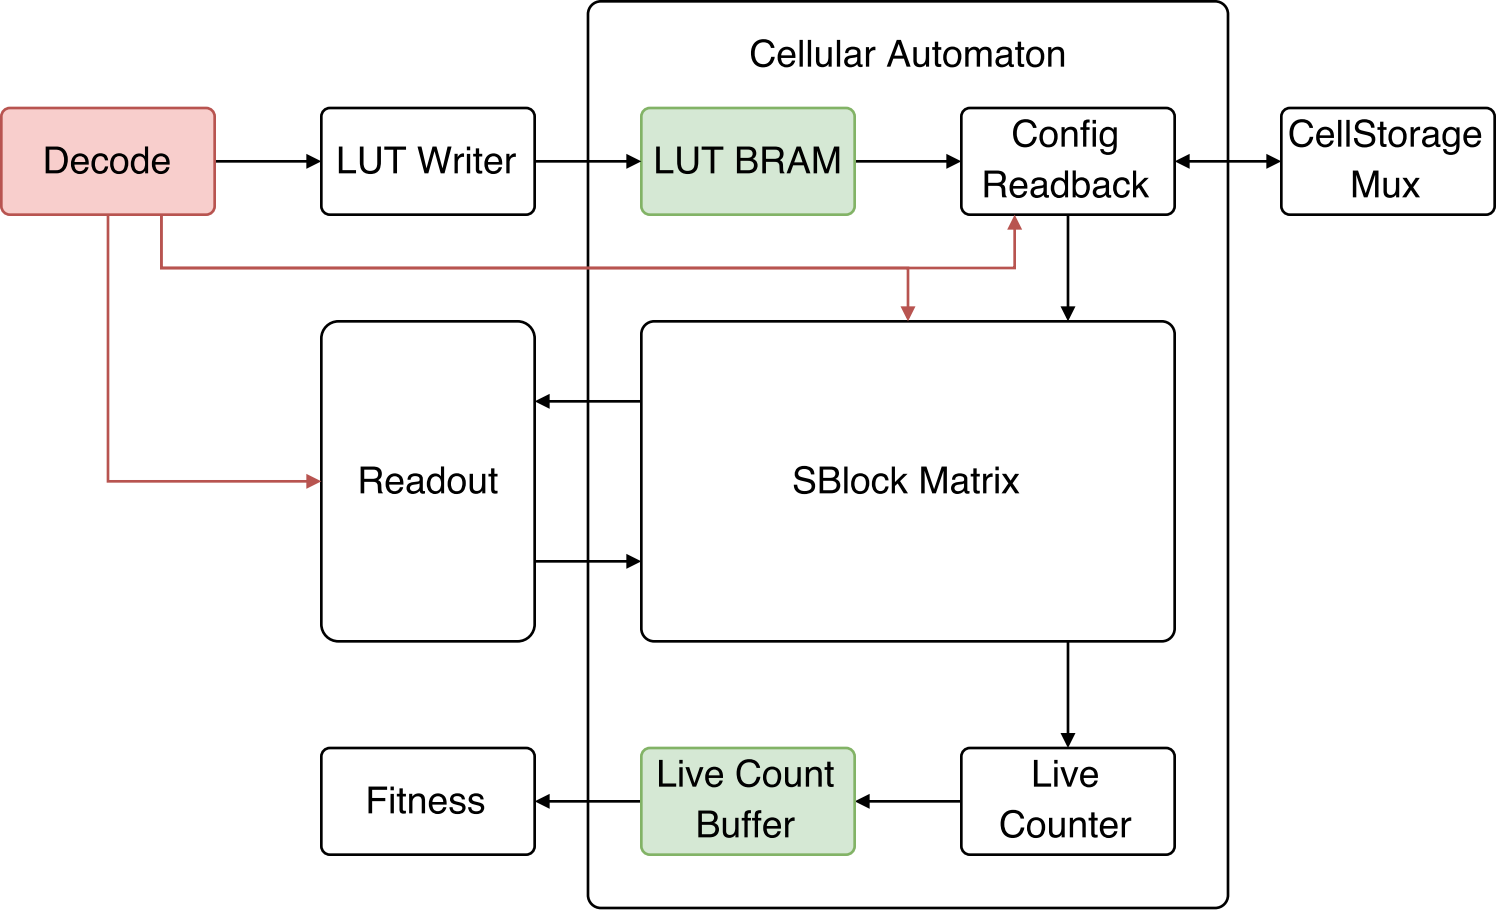 Cellular Automaton
Decode
LUT Writer
LUT BRAM
Config
Readback
CellStorage
Mux
Readout
SBlock Matrix
Fitness
Live Count
Buffer
Live
Counter